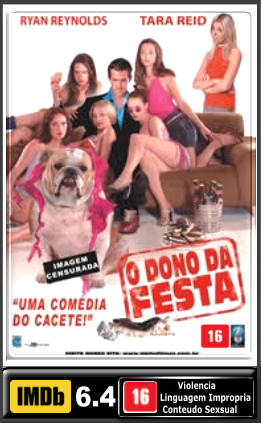 RYAN REYNOLDS TARA REID
IMAGEM
CENSURADA
O DONO DA
FESTA
"UMA COMÉDIA
DO CACETE!"
16
IMDb 6.4 16 Violencia
Linguagem Impropria
Conteudo Sexsual